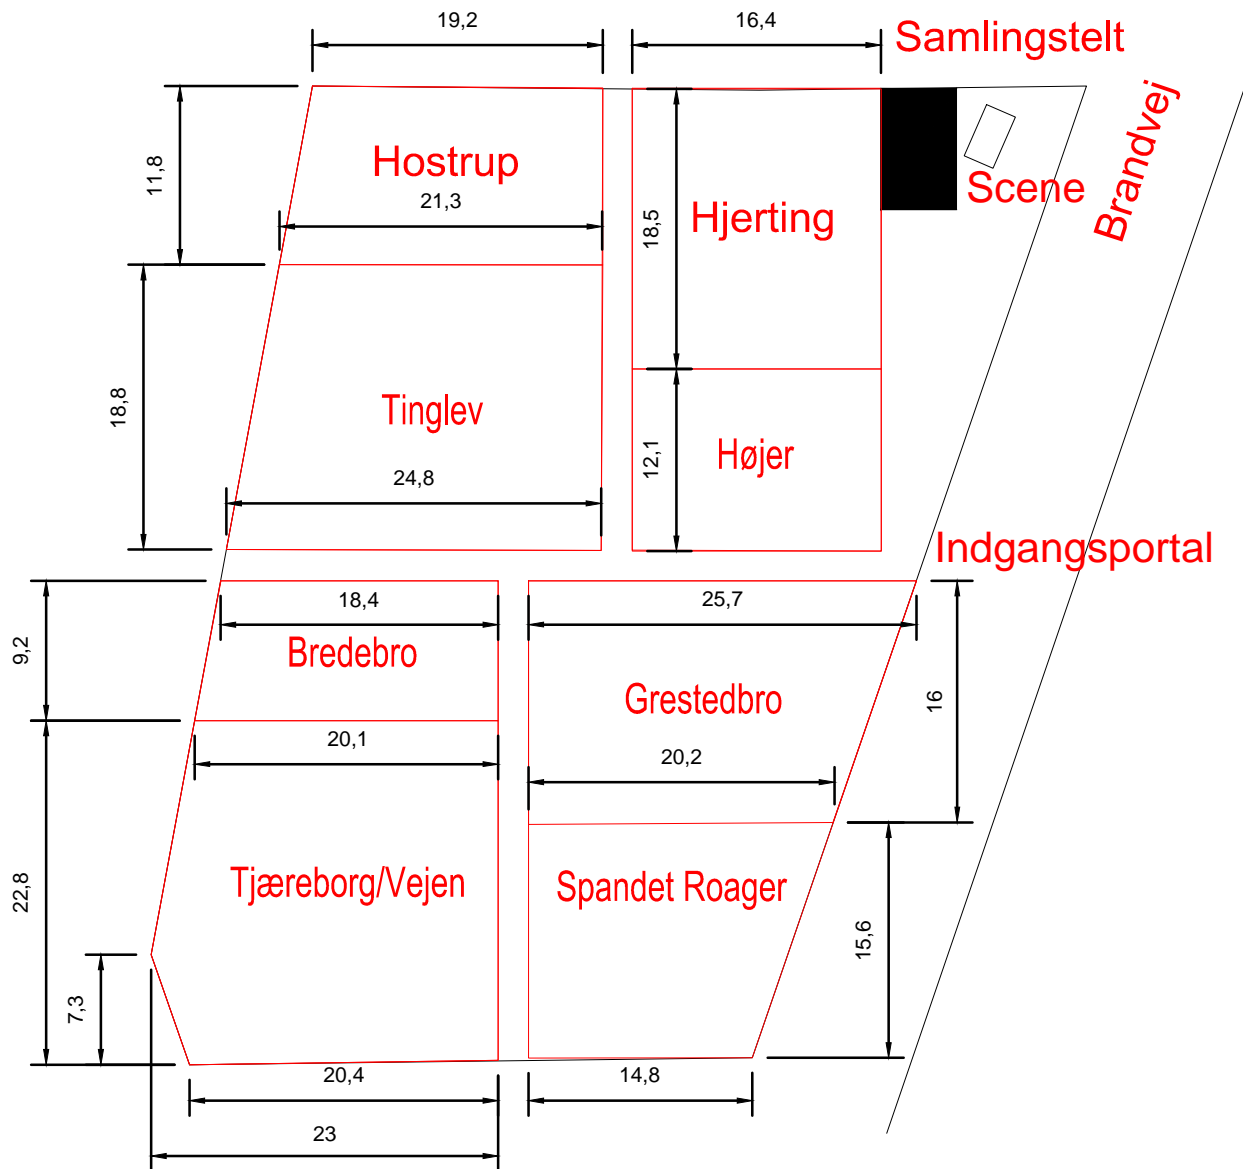 19,2
16,4
Samlingstelt
Brandvej
11,8
Hostrup
21,3
18,5
Hjerting
Scene
18,8
Tinglev
24,8
12,1
Højer
Indgangsportal
9,2
18,4
Bredebro
25,7
Grestedbro
16
20,1
20,2
22,8
Tjæreborg/Vejen
Spandet Roager
15,6
7,3
20,4
14,8
23